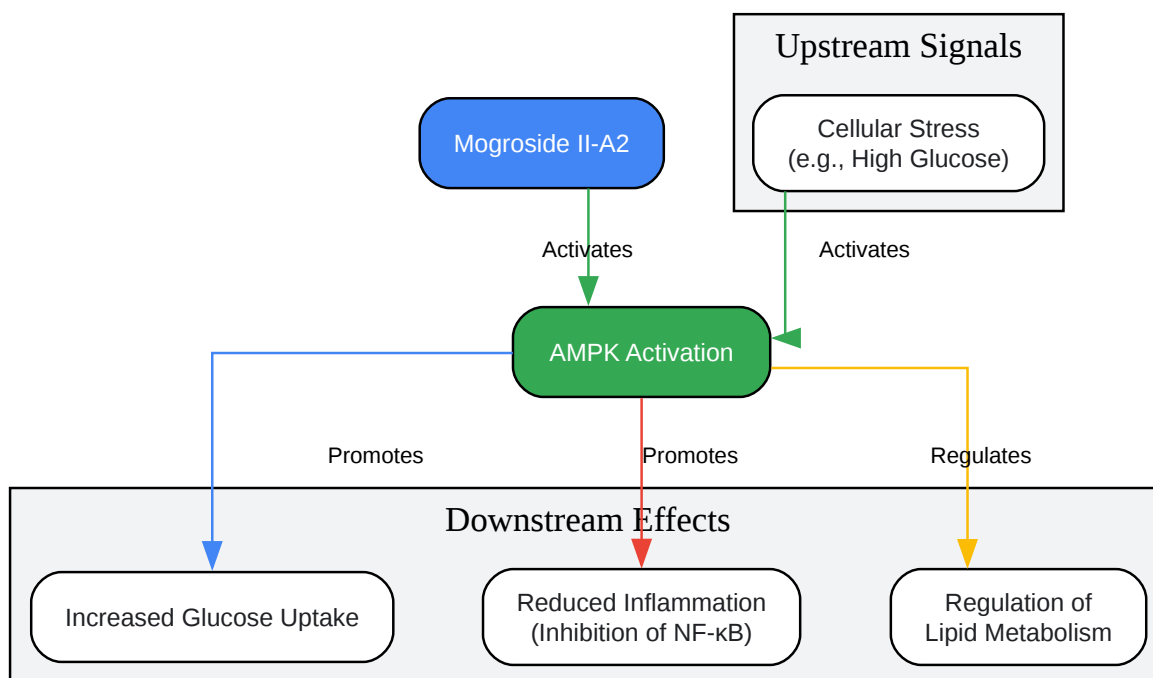 Upstream Signals
Mogroside II-A2
Cellular Stress
(e.g., High Glucose)
Activates
Activates
AMPK Activation
Promotes
Promotes
Regulates
Downstream Effects
Increased Glucose Uptake
Reduced Inflammation
(Inhibition of NF-κB)
Regulation of
Lipid Metabolism